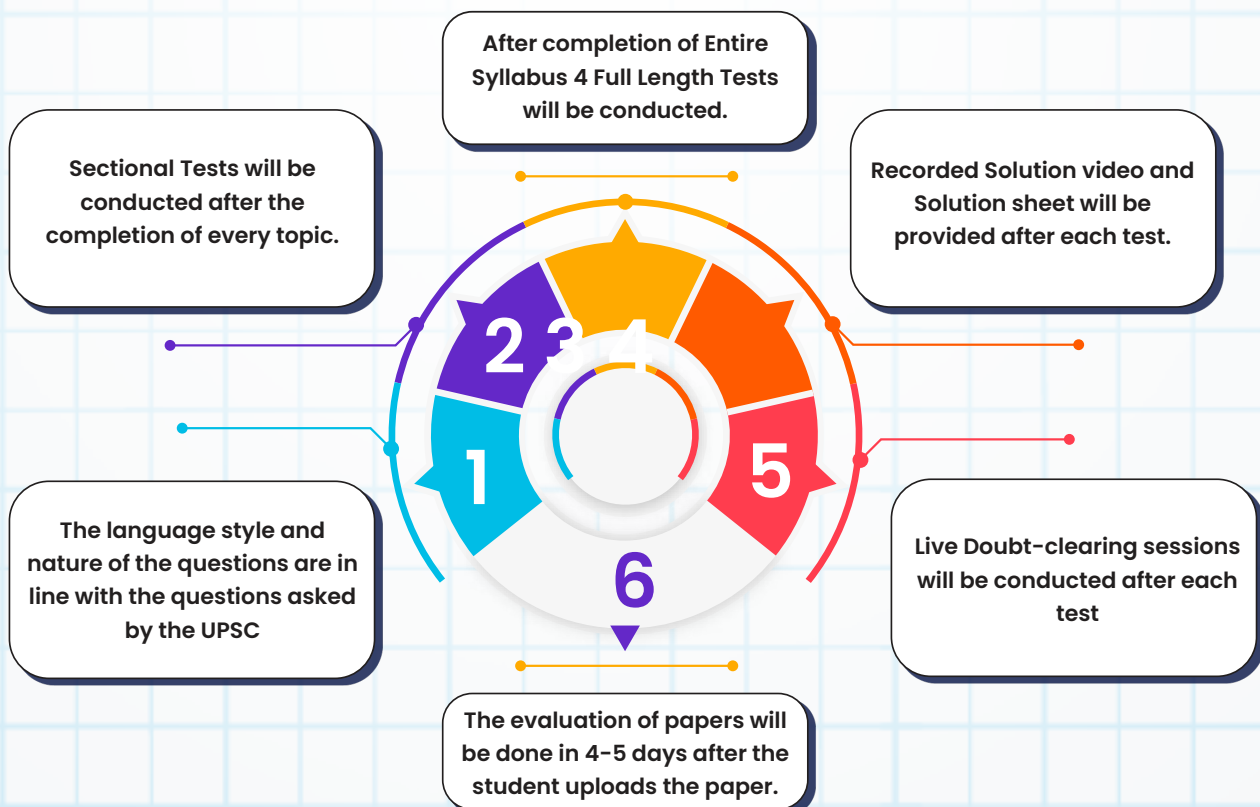 After completion of Entire
Syllabus 4 Full Length Tests
will be conducted.
Sectional Tests will be
conducted after the
completion of every topic.
Recorded Solution video and
Solution sheet will be
provided after each test.
2 3 4
1
5
6
The language style and
nature of the questions are in
line with the questions asked
by the UPSC
Live Doubt-clearing sessions
will be conducted after each
test
The evaluation of papers will
be done in 4-5 days after the
student uploads the paper.